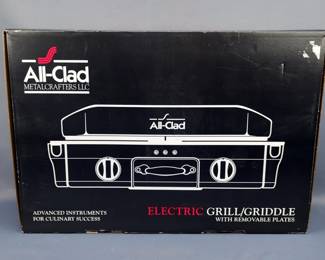 All-Clad
METALCRAFTERS LLC
All-Clad
ADVANCED INSTRUMENTS
FOR CULINARY SUCCESS
ELECTRIC GRILL/GRIDDLE
WITH REMOVABLE PLATES